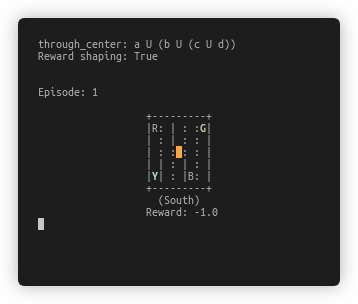 through_center: a U (b U (c U d))
Reward shaping: True
Episode: 1
+---------+
|R: | : :G|
| : | : : |
| : : : : |
| | : | : |
|Y| : |B: |
+---------+
(South)
Reward: -1.0